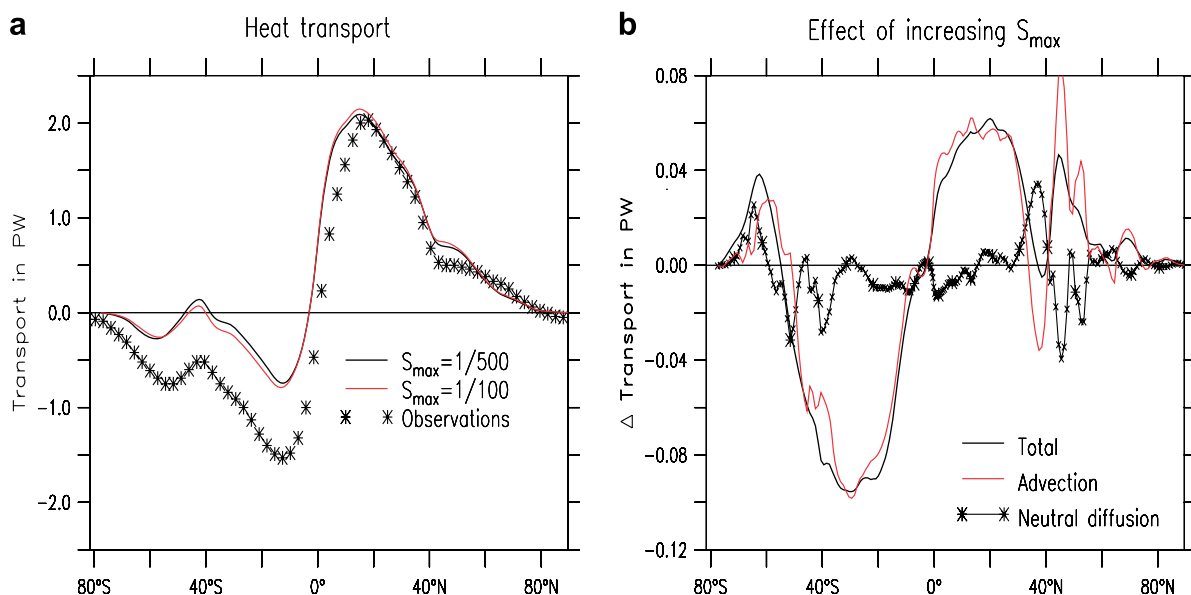 a
Heat transport
Transport in PW
2.0
1.0
0.0
−1.0
−2.0
80°S
40°S
0°
40°N
80°N
Smax=1/500
Smax=1/100
Observations
b
Effect of increasing Smax
Δ Transport in PW
0.08
0.04
0.00
−0.04
−0.08
−0.12
80°S
40°S
0°
40°N
80°N
Total
Advection
Neutral diffusion